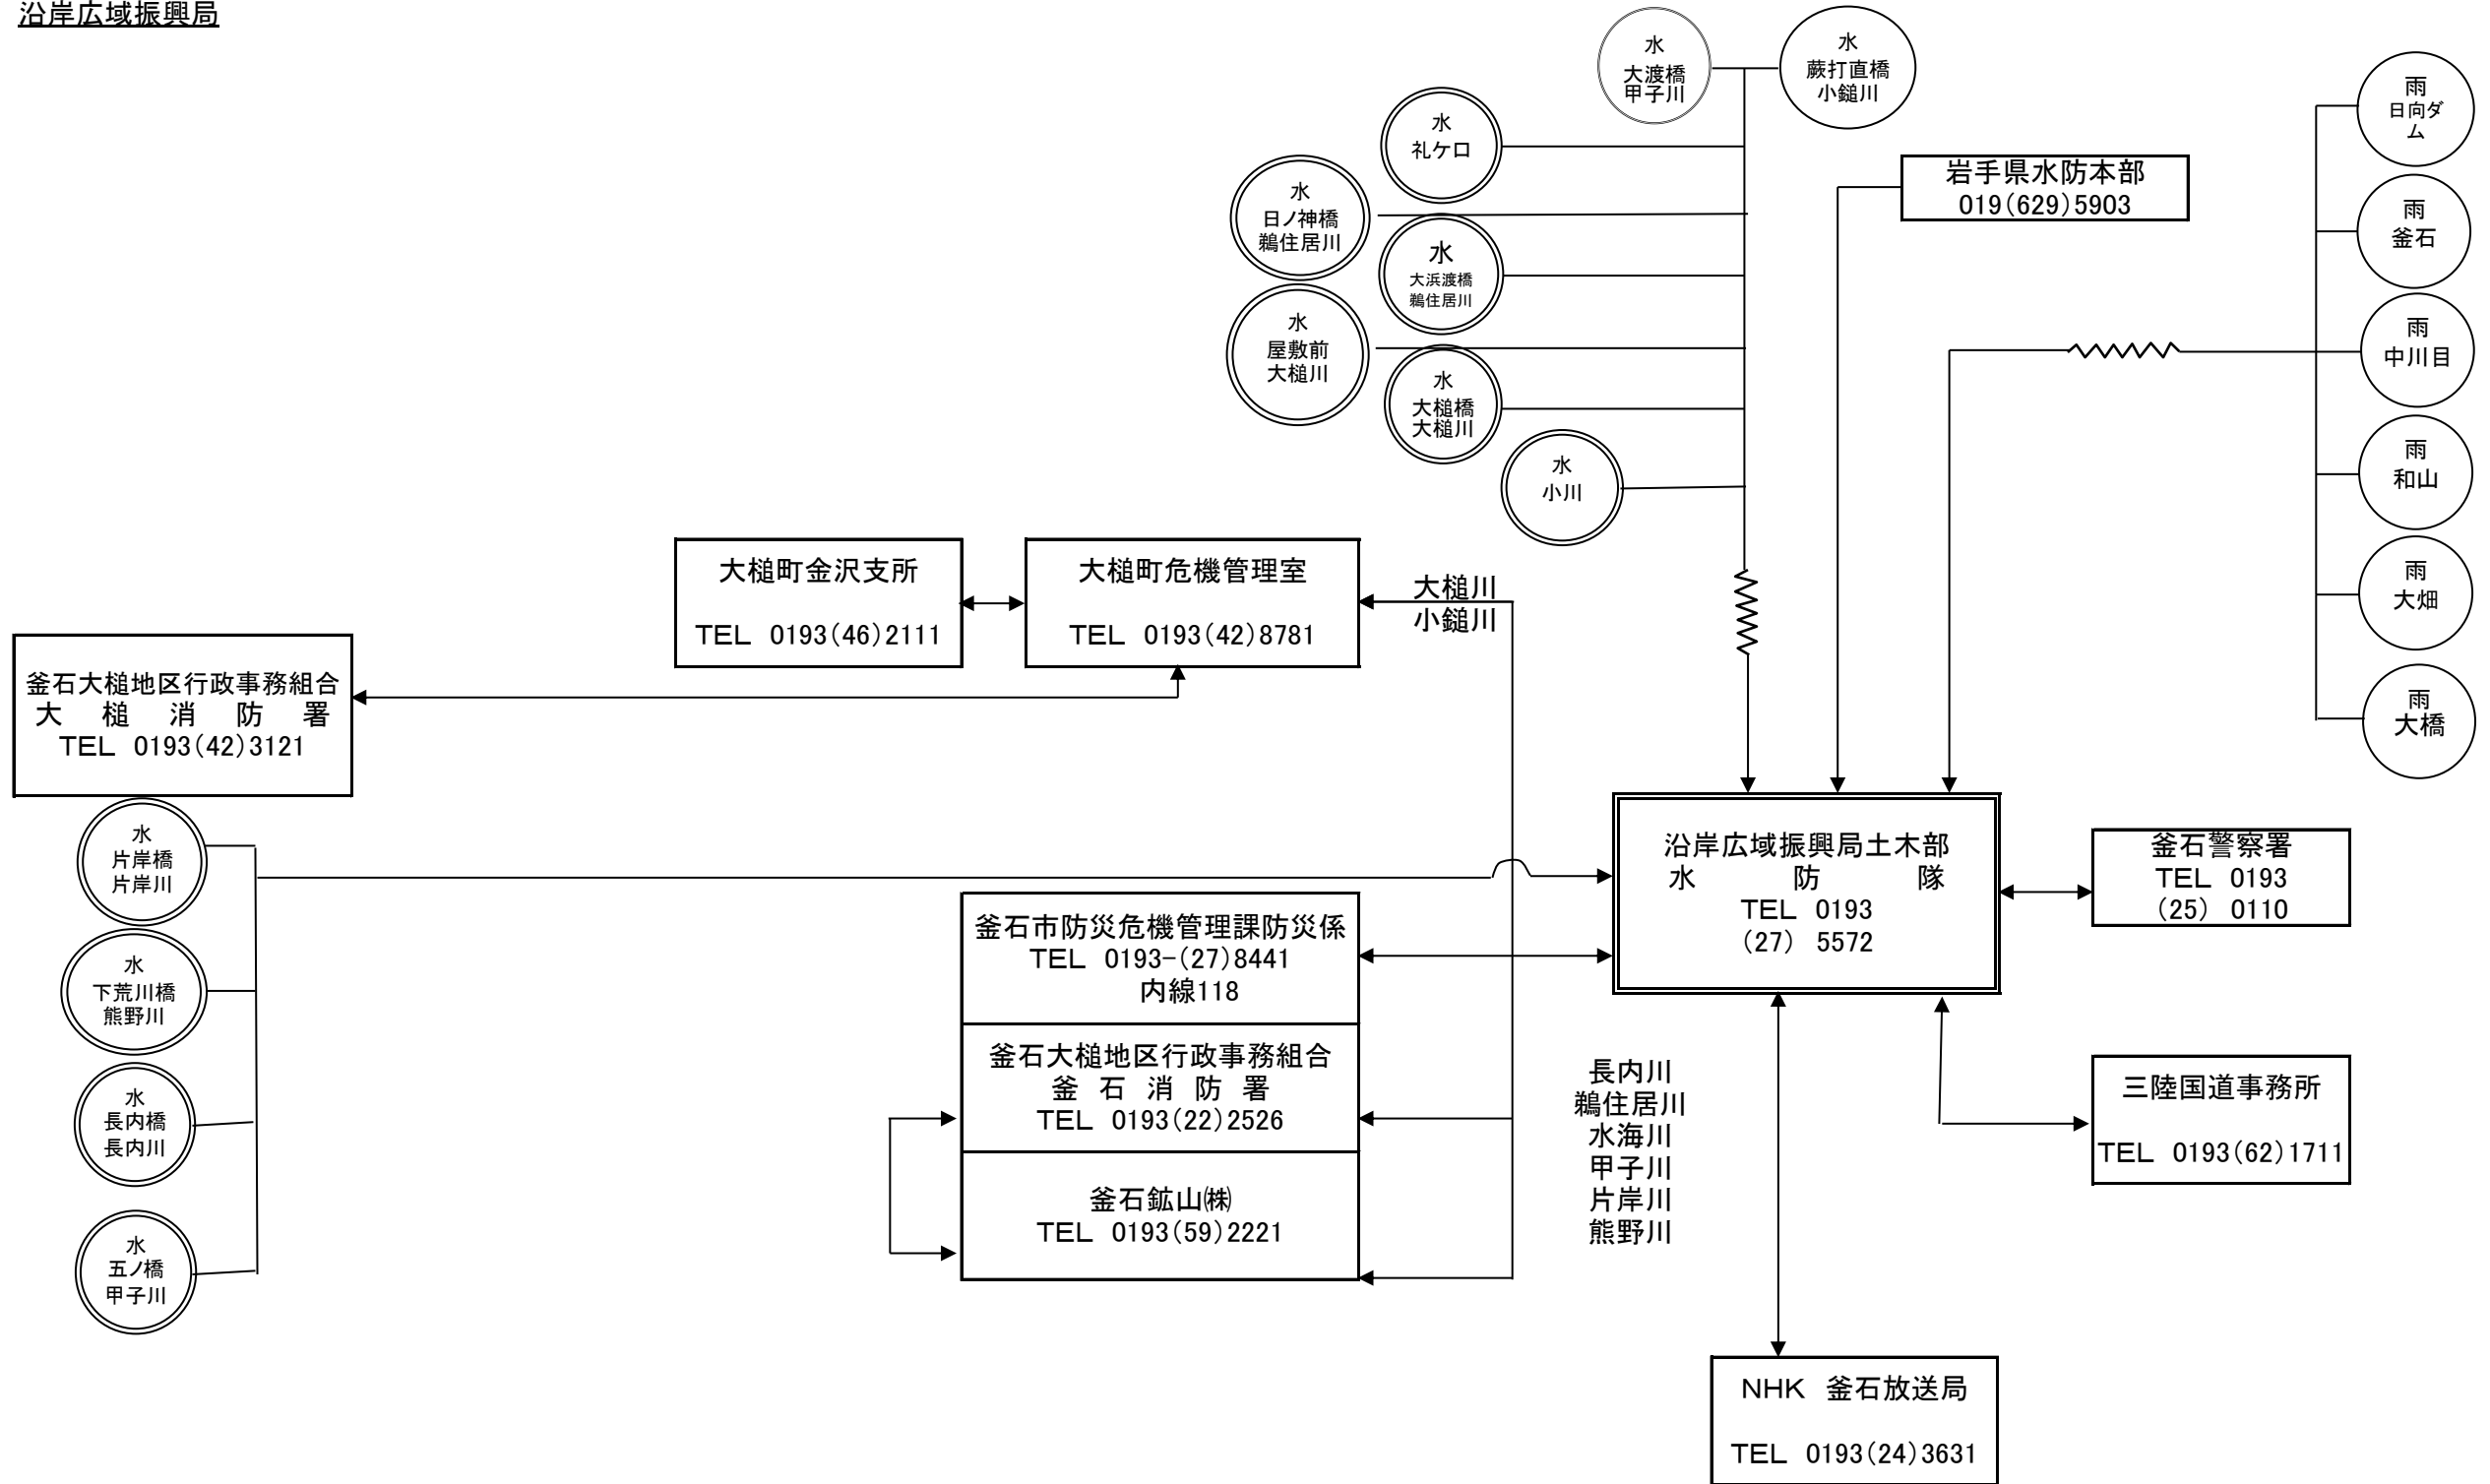 沿岸広域振興局
水
大渡橋
甲子川
水
蕨打直橋
小鎚川
水
礼ケ口
水
日ノ神橋
鵜住居川
水
大浜渡橋
鵜住居川
水
屋敷前
大槌川
水
大槌橋
大槌川
水
小川
岩手県水防本部
019(629)5903
雨
日向ダ
ム
雨
釜石
雨
中川目
雨
和山
雨
大畑
雨
大橋
大槌町金沢支所
TEL 0193(46)2111
大槌町危機管理室
TEL 0193(42)8781
大槌川
小鎚川
釜石大槌地区行政事務組合
大 槌 消 防 署
TEL 0193(42)3121
水
片岸橋
片岸川
水
下荒川橋
熊野川
水
長内橋
長内川
水
五ノ橋
甲子川
沿岸広域振興局土木部
水 防 隊
TEL 0193
(27) 5572
釜石警察署
TEL 0193
(25) 0110
釜石市防災危機管理課防災係
TEL 0193-(27)8441
内線118
釜石大槌地区行政事務組合
釜 石 消 防 署
TEL 0193(22)2526
釜石鉱山㈱
TEL 0193(59)2221
長内川
鵜住居川
水海川
甲子川
片岸川
熊野川
三陸国道事務所
TEL 0193(62)1711
NHK 釜石放送局
TEL 0193(24)3631